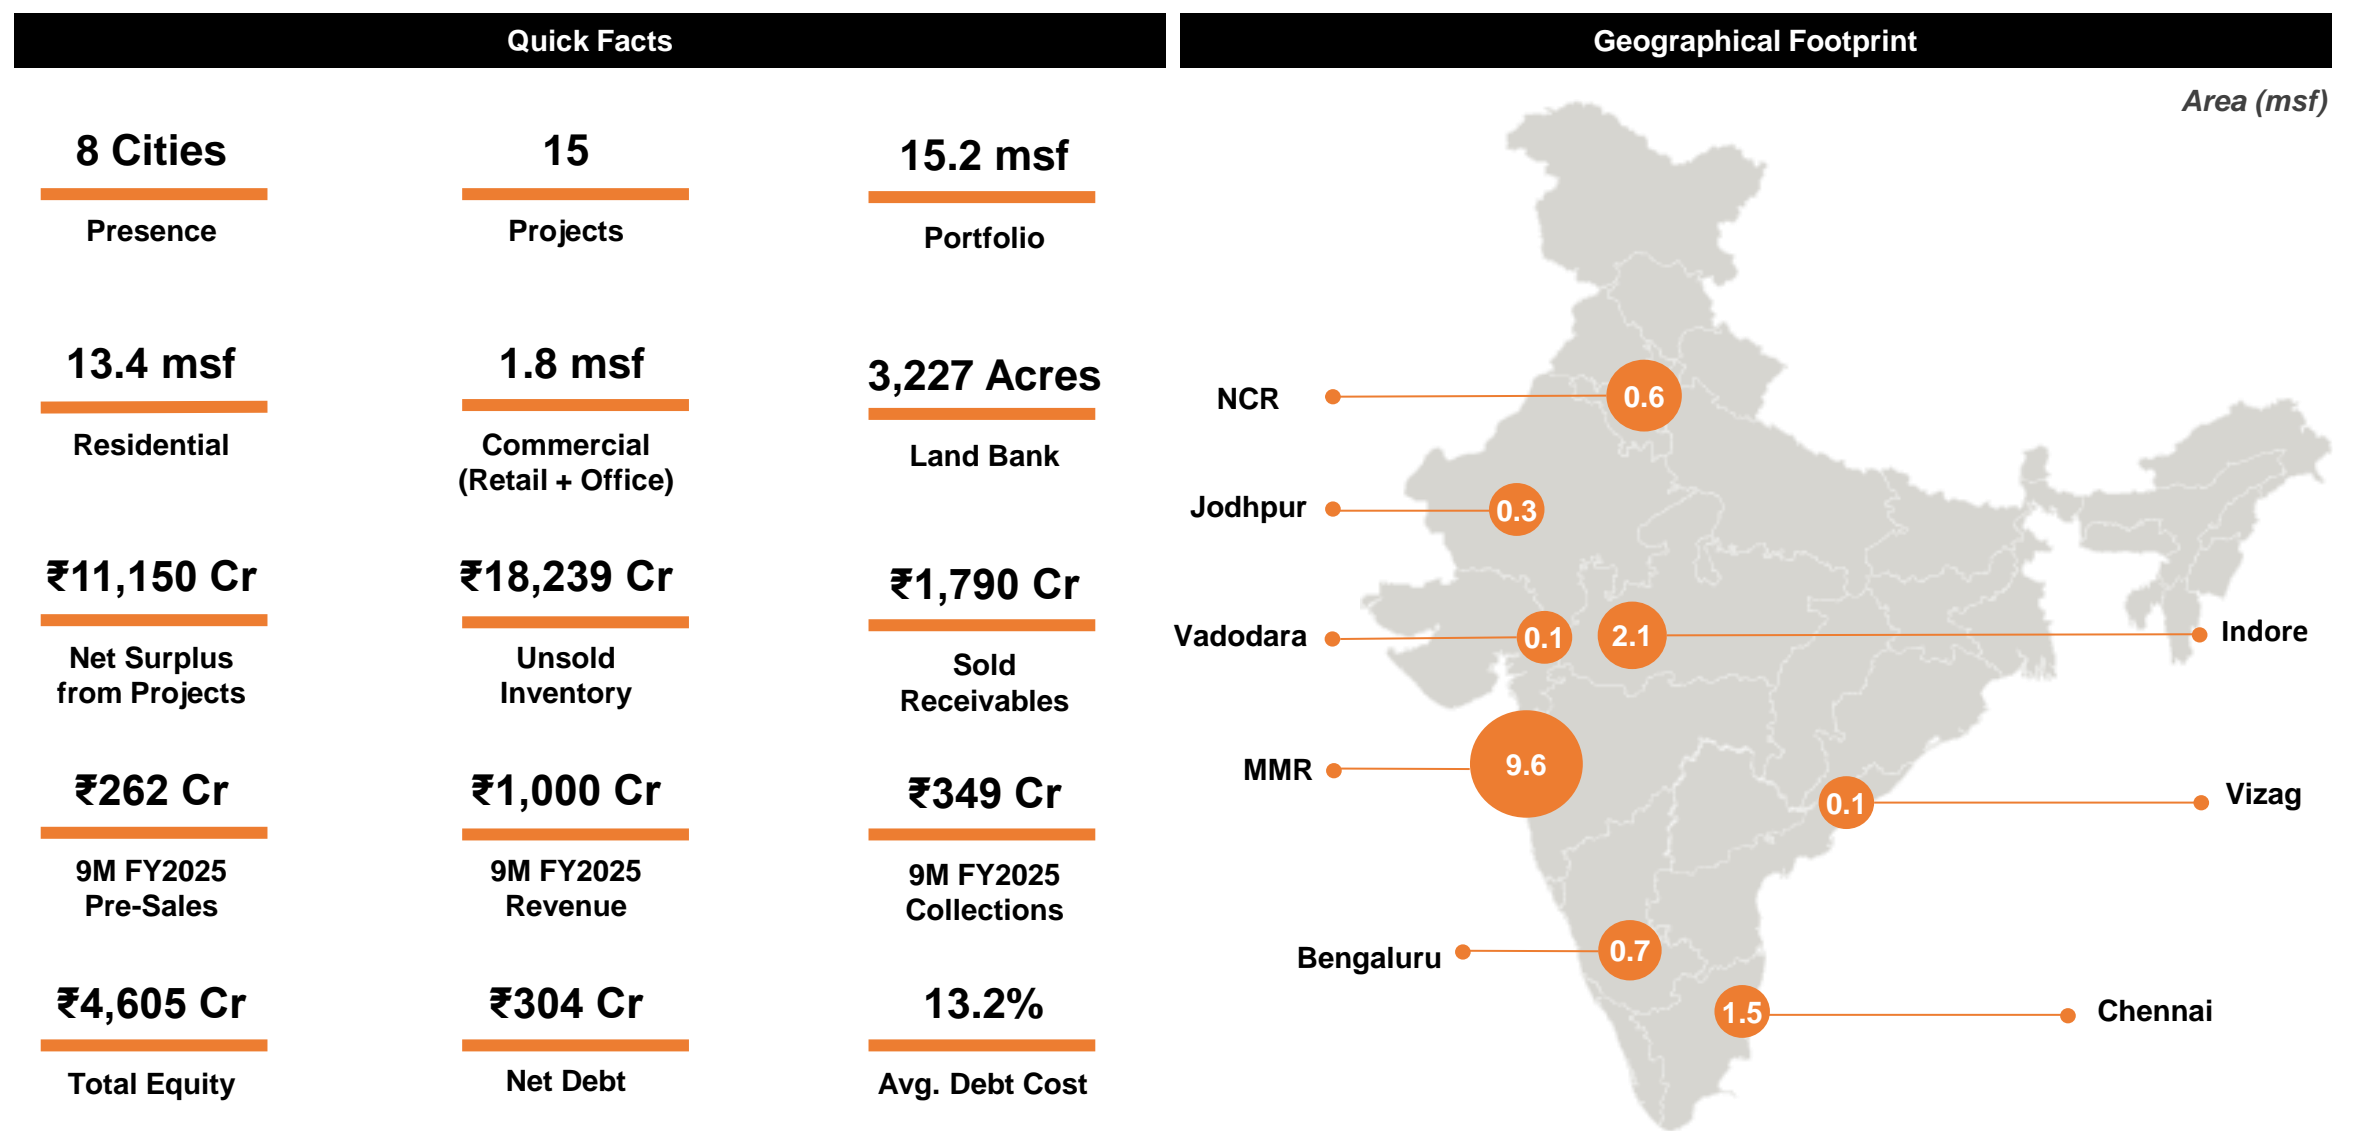 Quick Facts
8 Cities
Presence
15
Projects
15.2 msf
Portfolio
13.4 msf
Residential
1.8 msf
Commercial
(Retail + Office)
3,227 Acres
Land Bank
₹11,150 Cr
Net Surplus
from Projects
₹18,239 Cr
Unsold
Inventory
₹1,790 Cr
Sold
Receivables
₹262 Cr
9M FY2025
Pre-Sales
₹1,000 Cr
9M FY2025
Revenue
₹349 Cr
9M FY2025
Collections
₹4,605 Cr
Total Equity
₹304 Cr
Net Debt
13.2%
Avg. Debt Cost
Geographical Footprint
Area (msf)
NCR
0.6
Jodhpur
0.3
Vadodara
0.1
2.1
Indore
MMR
9.6
0.1
Vizag
Bengaluru
0.7
1.5
Chennai